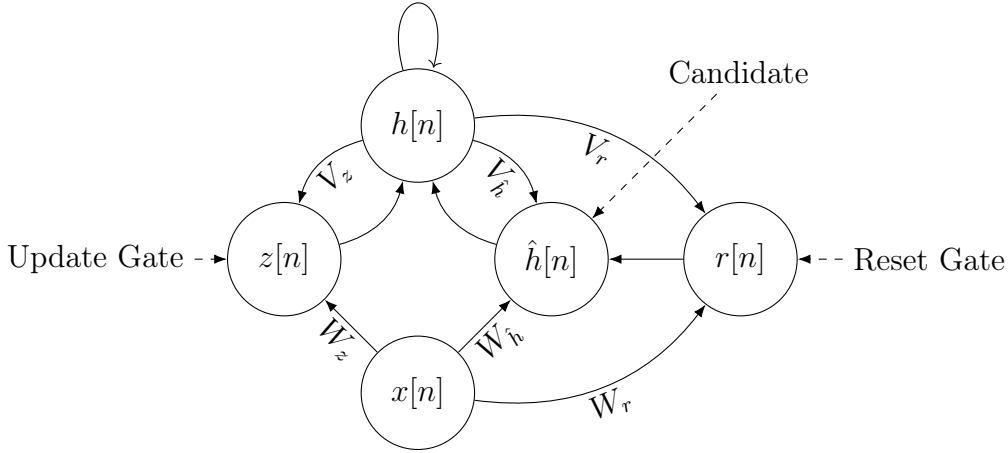 Candidate
h[n]
V_z
V_ĥ
V_r
Update Gate
z[n]
ĥ[n]
r[n]
Reset Gate
W_z
W_ĥ
x[n]
W_r